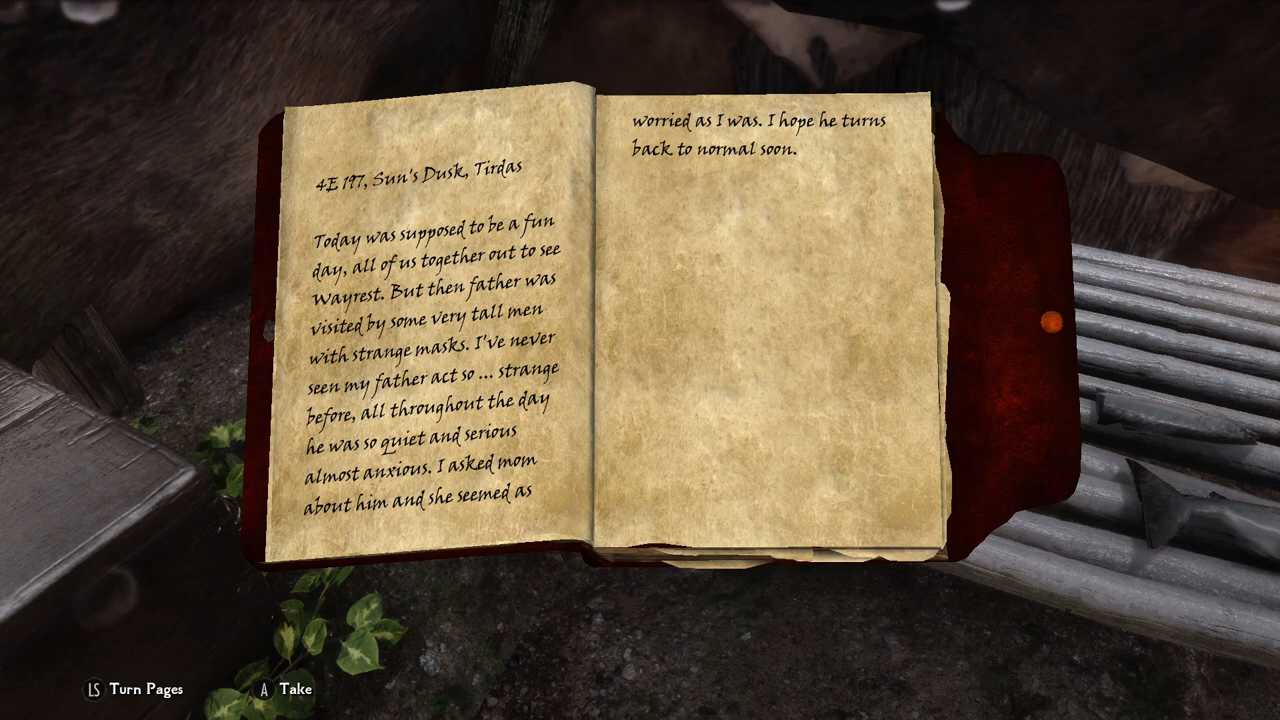 4E 197, Sun's Dusk, Tirdas
Today was supposed to be a fun
day, all of us together out to see
Wayrest. But then father was
visited by some very tall men
with strange masks. I've never
seen my father act so ... strange
before, all throughout the day
he was so quiet and serious
almost anxious. I asked mom
about him and she seemed as
worried as I was. I hope he turns
back to normal soon.
LS Turn Pages
A Take